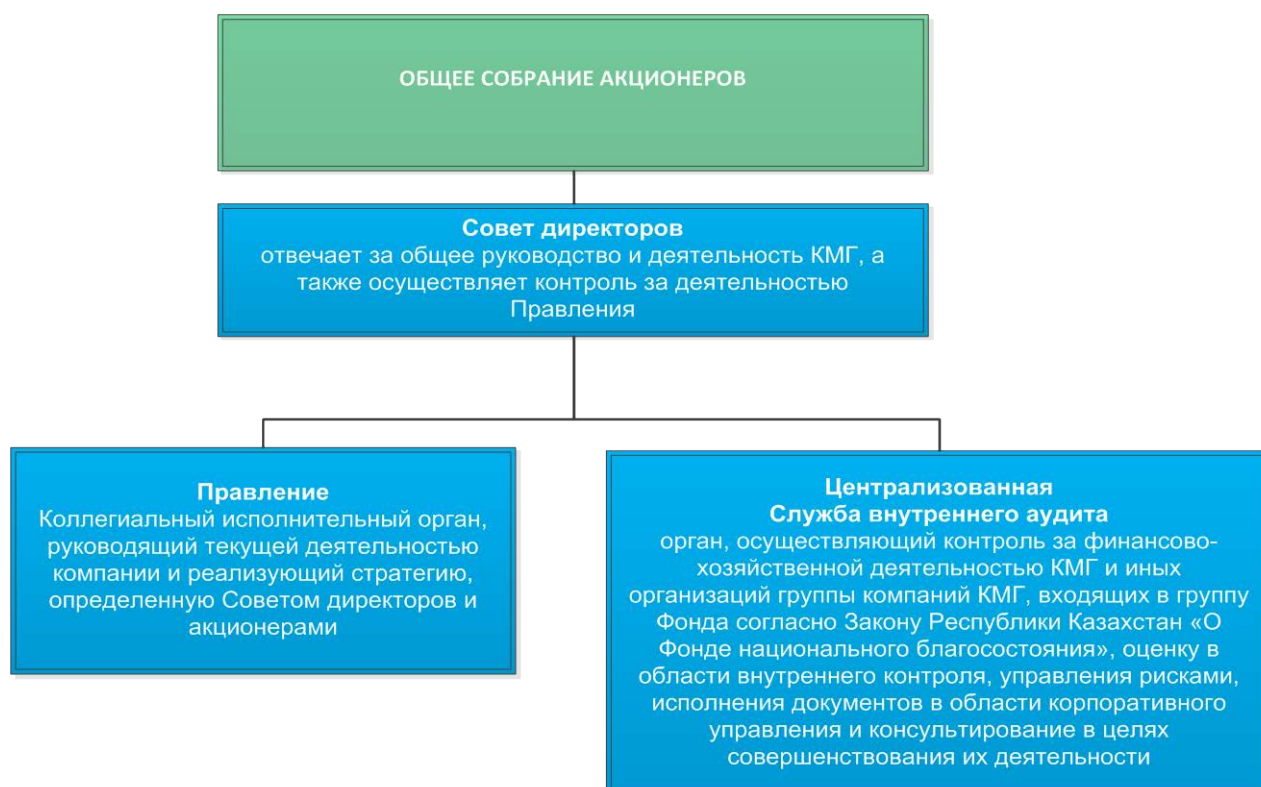 ОБЩЕЕ СОБРАНИЕ АКЦИОНЕРОВ
Совет директоров
отвечает за общее руководство и деятельность КМГ, а
также осуществляет контроль за деятельностью
Правления
Правление
Коллегиальный исполнительный орган,
руководящий текущей деятельностью
компании и реализующий стратегию,
определенную Советом директоров и
акционерами
Централизованная
Служба внутреннего аудита
орган, осуществляющий контроль за финансово-
хозяйственной деятельностью КМГ и иных
организаций группы компаний КМГ, входящих в группу
Фонда согласно Закону Республики Казахстан «О
Фонде национального благосостояния», оценку в
области внутреннего контроля, управления рисками,
исполнения документов в области корпоративного
управления и консультирование в целях
совершенствования их деятельности